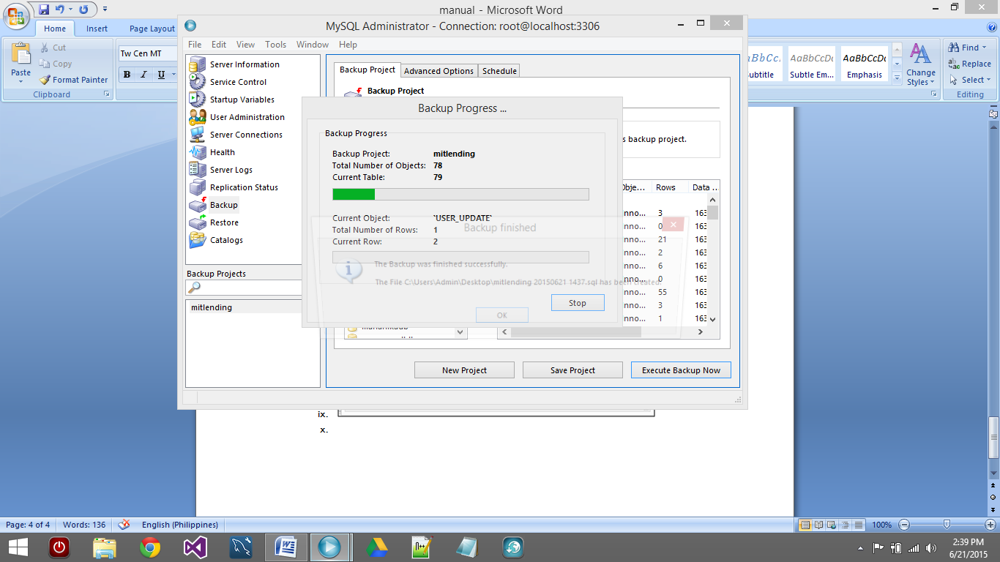 manual - Microsoft Word
Home Insert Page Layout
Cut
Copy
Format Painter
Paste
Clipboard
Tw Cen MT
B I U
MySQL Administrator - Connection: root@localhost:3306
File Edit View Tools Window Help
Server Information
Service Control
Startup Variables
User Administration
Server Connections
Health
Server Logs
Replication Status
Backup
Restore
Catalogs
Backup Projects
mitlending
Backup Project Advanced Options Schedule
Backup Project
s backup project.
Backup Progress ...
Backup Progress
Backup Project: mitlending
Total Number of Objects: 78
Current Table: 79
Current Object: `USER_UPDATE`
Total Number of Rows: 1
Current Row: 2
Stop
Backup finished
The Backup was finished successfully.
The File C:\Users\Admin\Desktop\mitlending 20150621 1437.sql has been created.
OK
Obje... Rows Data ...
nno... 3 163
nno... 0 163
nno... 21 163
nno... 2 163
nno... 6 163
nno... 0 163
nno... 55 163
nno... 3 163
nno... 1 163
New Project Save Project Execute Backup Now
AaBbCcDc AaBbCcDc
ubtitle Subtle Em... Emphasis
Change
Styles
Find
Replace
Select
Editing
ix.
x.
Page: 4 of 4 Words: 136 English (Philippines) 100%
2:39 PM
6/21/2015